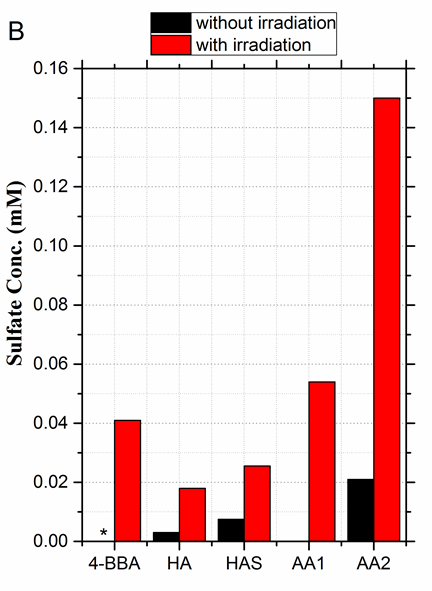 B
without irradiation
with irradiation
0.16
0.14
0.12
0.10
0.08
0.06
0.04
0.02
0.00
Sulfate Conc. (mM)
*
4-BBA HA HAS AA1 AA2